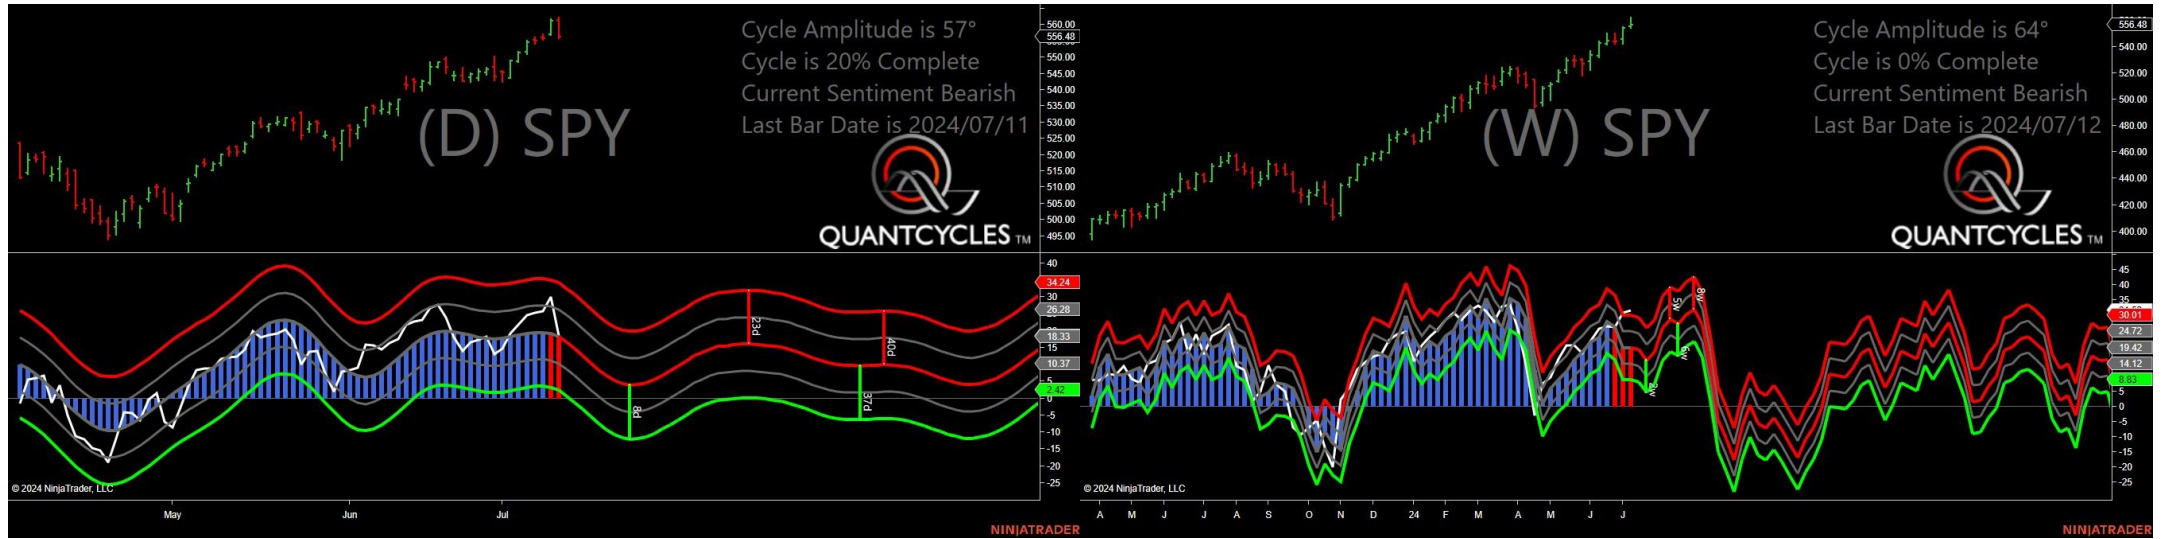 Cycle Amplitude is 57°
Cycle is 20% Complete
Current Sentiment Bearish
Last Bar Date is 2024/07/11
(D) SPY
QUANTCYCLES TM
560.00
556.48
550.00
545.00
540.00
535.00
530.00
525.00
520.00
515.00
510.00
505.00
500.00
495.00
40
34.24
30
26.28
18.33
15
10.37
5
2.42
0
-5
-10
-15
-20
-25
8d
23d
37d
40d
© 2024 NinjaTrader, LLC
May Jun Jul
NINJATRADER
Cycle Amplitude is 64°
Cycle is 0% Complete
Current Sentiment Bearish
Last Bar Date is 2024/07/12
(W) SPY
QUANTCYCLES TM
556.48
540.00
520.00
500.00
480.00
460.00
440.00
420.00
400.00
45
40
35
30.01
24.72
19.42
14.12
8.83
5
0
-5
-10
-15
-20
-25
2w
5w
6w
8w
© 2024 NinjaTrader, LLC
A M J J A S O N D 24 F M A M J J
NINJATRADER